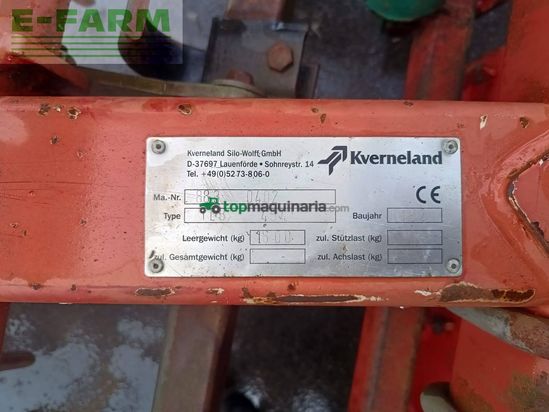 E-FARM
Kverneland Silo-Wolff GmbH
D-37697 Lauenförde • Sohnreystr. 14
Tel. +49(0)5273-806-0
Kverneland
Ma.-Nr.
CE
topmaquinaria.com
Type
Baujahr
Leergewicht (kg) 1500 zul. Stützlast (kg)
zul. Gesamtgewicht (kg) zul. Achslast (kg)